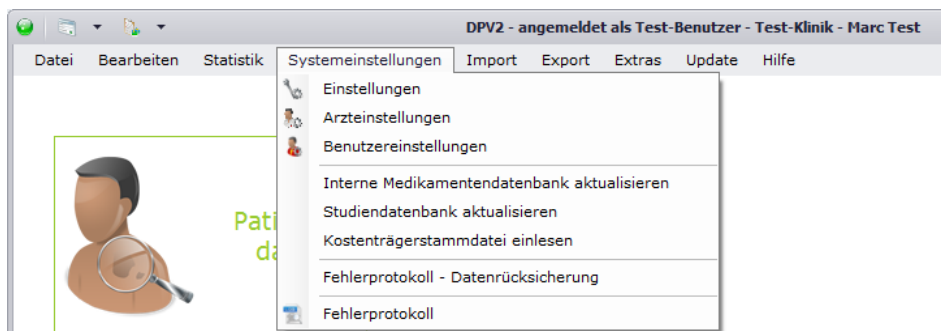 DPV2 - angemeldet als Test-Benutzer - Test-Klinik - Marc Test
Datei Bearbeiten Statistik Systemeinstellungen Import Export Extras Update Hilfe
Einstellungen
Arzteinstellungen
Benutzereinstellungen
Interne Medikamentendatenbank aktualisieren
Studiendatenbank aktualisieren
Kostenträgerstammdatei einlesen
Fehlerprotokoll - Datenrücksicherung
Fehlerprotokoll